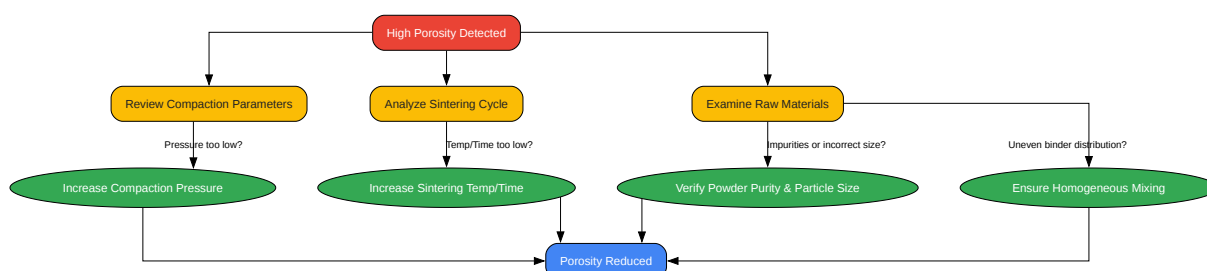 High Porosity Detected
Review Compaction Parameters
Analyze Sintering Cycle
Examine Raw Materials
Pressure too low?
Temp/Time too low?
Impurities or incorrect size?
Uneven binder distribution?
Increase Compaction Pressure
Increase Sintering Temp/Time
Verify Powder Purity & Particle Size
Ensure Homogeneous Mixing
Porosity Reduced